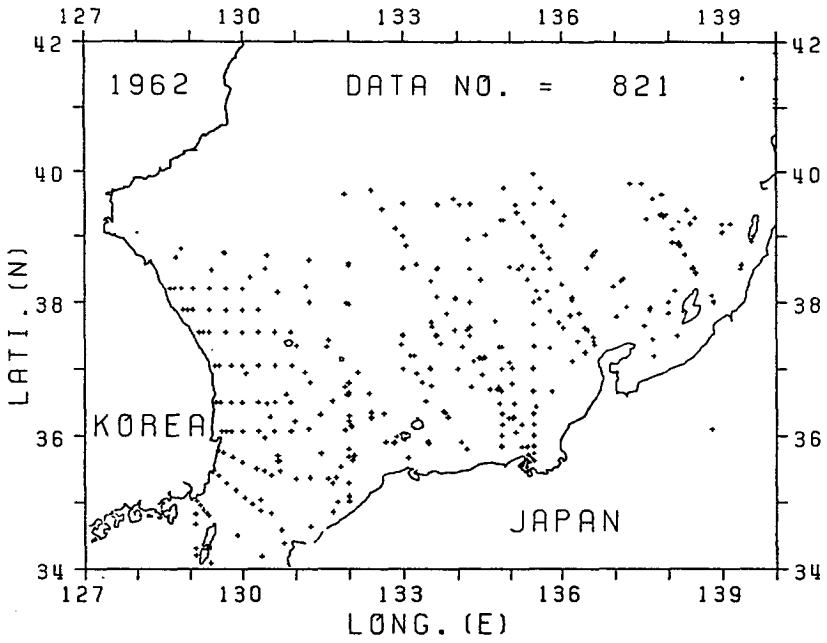 127 130 133 136 139
42 42
1962 DATA NO. = 821
40 40
38 38
LATI. (N)
36 36
KOREA
JAPAN
34 34
127 130 133 136 139
LONG. (E)